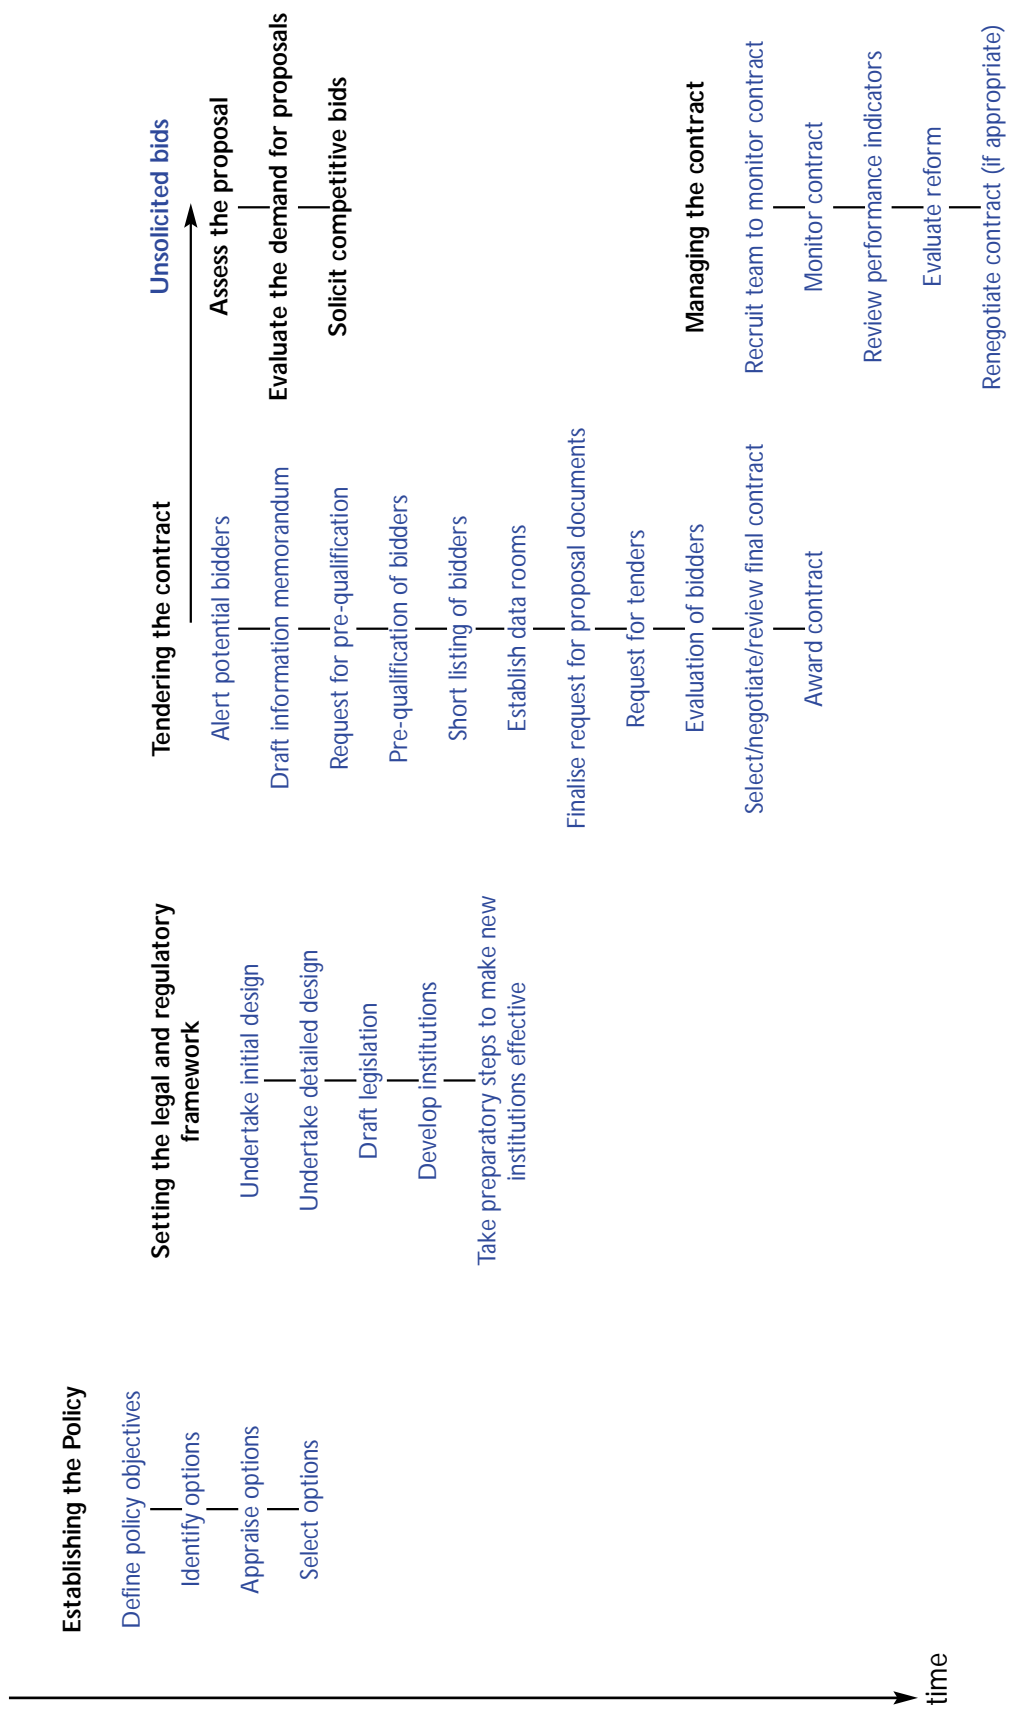 Establishing the Policy
Define policy objectives
Identify options
Appraise options
Select options
Setting the legal and regulatory
framework
Undertake initial design
Undertake detailed design
Draft legislation
Develop institutions
Take preparatory steps to make new
institutions effective
Tendering the contract
Alert potential bidders
Draft information memorandum
Request for pre-qualification
Pre-qualification of bidders
Short listing of bidders
Establish data rooms
Finalise request for proposal documents
Request for tenders
Evaluation of bidders
Select/negotiate/review final contract
Award contract
Unsolicited bids
Assess the proposal
Evaluate the demand for proposals
Solicit competitive bids
Managing the contract
Recruit team to monitor contract
Monitor contract
Review performance indicators
Evaluate reform
Renegotiate contract (if appropriate)
time